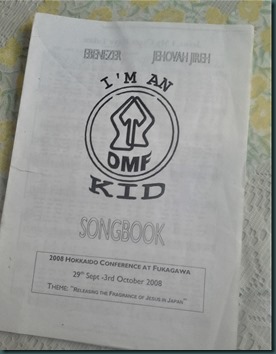 EBENEZER JEHOVAH JIREH
I'M AN
OMF
KID
SONGBOOK
2008 HOKKAIDO CONFERENCE AT FUKAGAWA
29th Sept -3rd October 2008
THEME: "RELEASING THE FRAGRANCE OF JESUS IN JAPAN"